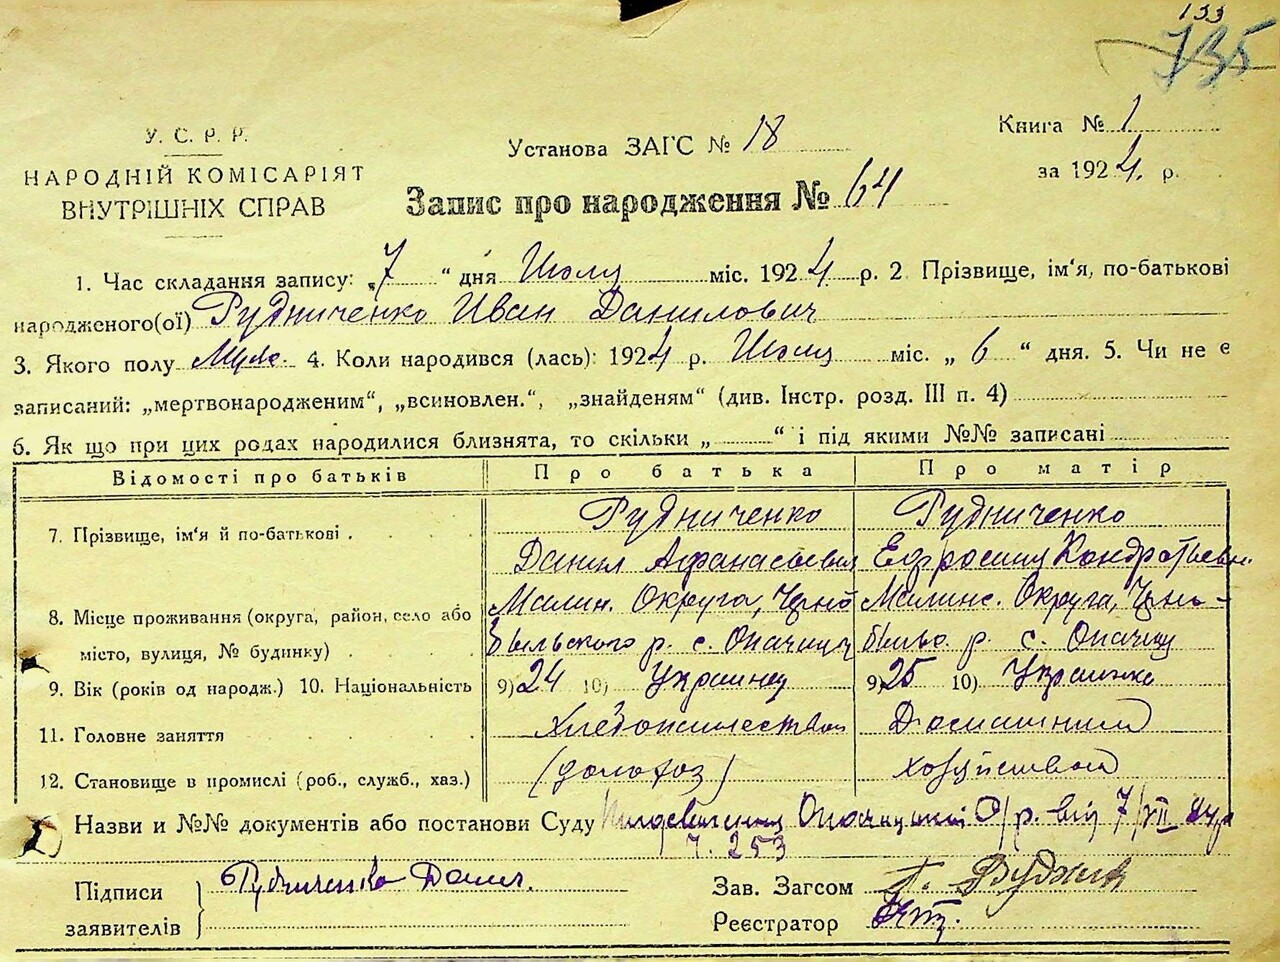 133
735
У. С. Р. Р.
НАРОДНІЙ КОМІСАРІЯТ
ВНУТРІШНІХ СПРАВ
Установа ЗАГС № 18
Книга № 1
за 1924 р.
Запис про народження № 64
1. Час складання запису: „7 “ дня Июля міс. 1924 р. 2 Прізвище, ім‘я, по-батькові
народженого(ої) Рудниченко Иван Данилович
3. Якого полу Муж. 4. Коли народився (лась): 1924 р. Июля міс. „ 6 “ дня. 5. Чи не є
записаний: „мертвонародженим“, „всиновлен.“, „знайденям“ (див. Інстр. розд. III п. 4)
6. Як що при цих родах народилися близнята, то скільки „ “ і під якими №№ записані
Відомості про батьків Про батька Про матір
7. Прізвище, ім‘я й по-батькові . Рудниченко Рудниченко
Данил Афанасьевич Ефросиния Кондратьевна
8. Місце проживання (округа, район, село або Малин. Округа, Черно Малинс. Округа, Черно-
місто, вулиця, № будинку) . быльского р. с. Опачичи быльс. р. с. Опачичи
9. Вік (років од народж.) 10. Національність 9) 24 10) Украинец 9) 25 10) Украинка
11. Головне заняття Хлебопашеством Домашним
12. Становище в промислі (роб., служб., хаз.) хозяйством
Назви и №№ документів або постанови Суду 7/VII 24 р
ч. 253
Підписи
заявителів
Рудниченко Данил.
Зав. Загсом
Реєстратор